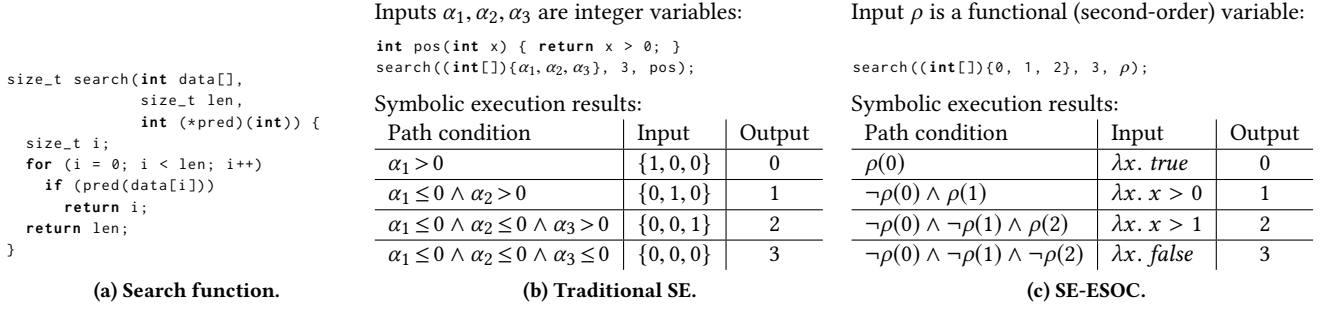 size_t search(int data[],
size_t len,
int (*pred)(int)) {
size_t i;
for (i = 0; i < len; i++)
if (pred(data[i]))
return i;
return len;
}
(a) Search function.
Inputs α₁, α₂, α₃ are integer variables:
int pos(int x) { return x > 0; }
search((int[]){α₁, α₂, α₃}, 3, pos);
Symbolic execution results:
Path condition Input Output
α₁ > 0 {1, 0, 0} 0
α₁ ≤ 0 ∧ α₂ > 0 {0, 1, 0} 1
α₁ ≤ 0 ∧ α₂ ≤ 0 ∧ α₃ > 0 {0, 0, 1} 2
α₁ ≤ 0 ∧ α₂ ≤ 0 ∧ α₃ ≤ 0 {0, 0, 0} 3
(b) Traditional SE.
Input ρ is a functional (second-order) variable:
search((int[]){0, 1, 2}, 3, ρ);
Symbolic execution results:
Path condition Input Output
ρ(0) λx. true 0
¬ρ(0) ∧ ρ(1) λx. x > 0 1
¬ρ(0) ∧ ¬ρ(1) ∧ ρ(2) λx. x > 1 2
¬ρ(0) ∧ ¬ρ(1) ∧ ¬ρ(2) λx. false 3
(c) SE-ESOC.